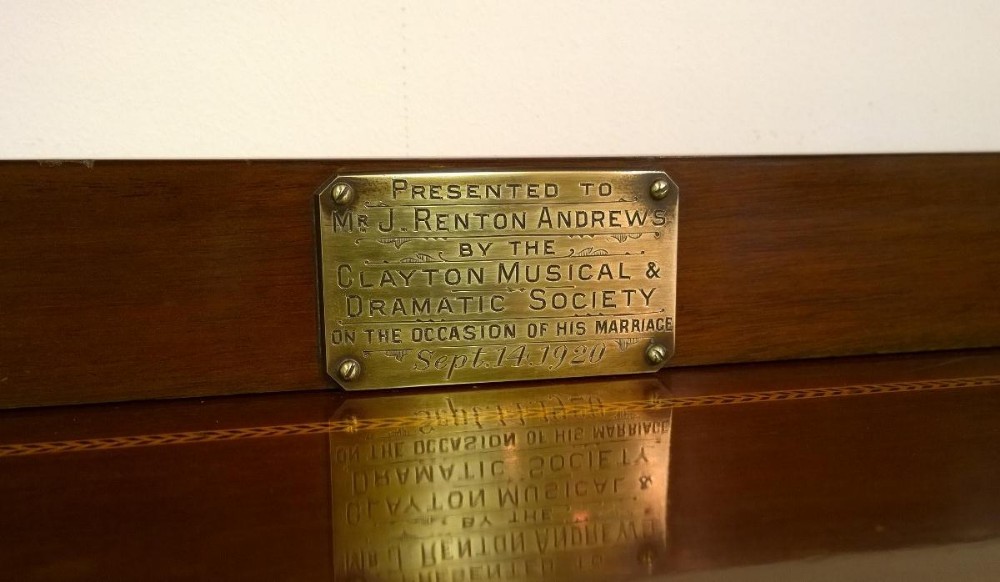 PRESENTED TO
MR J. RENTON ANDREWS
BY THE
CLAYTON MUSICAL &
DRAMATIC SOCIETY
ON THE OCCASION OF HIS MARRIAGE
Sept. 14. 1920